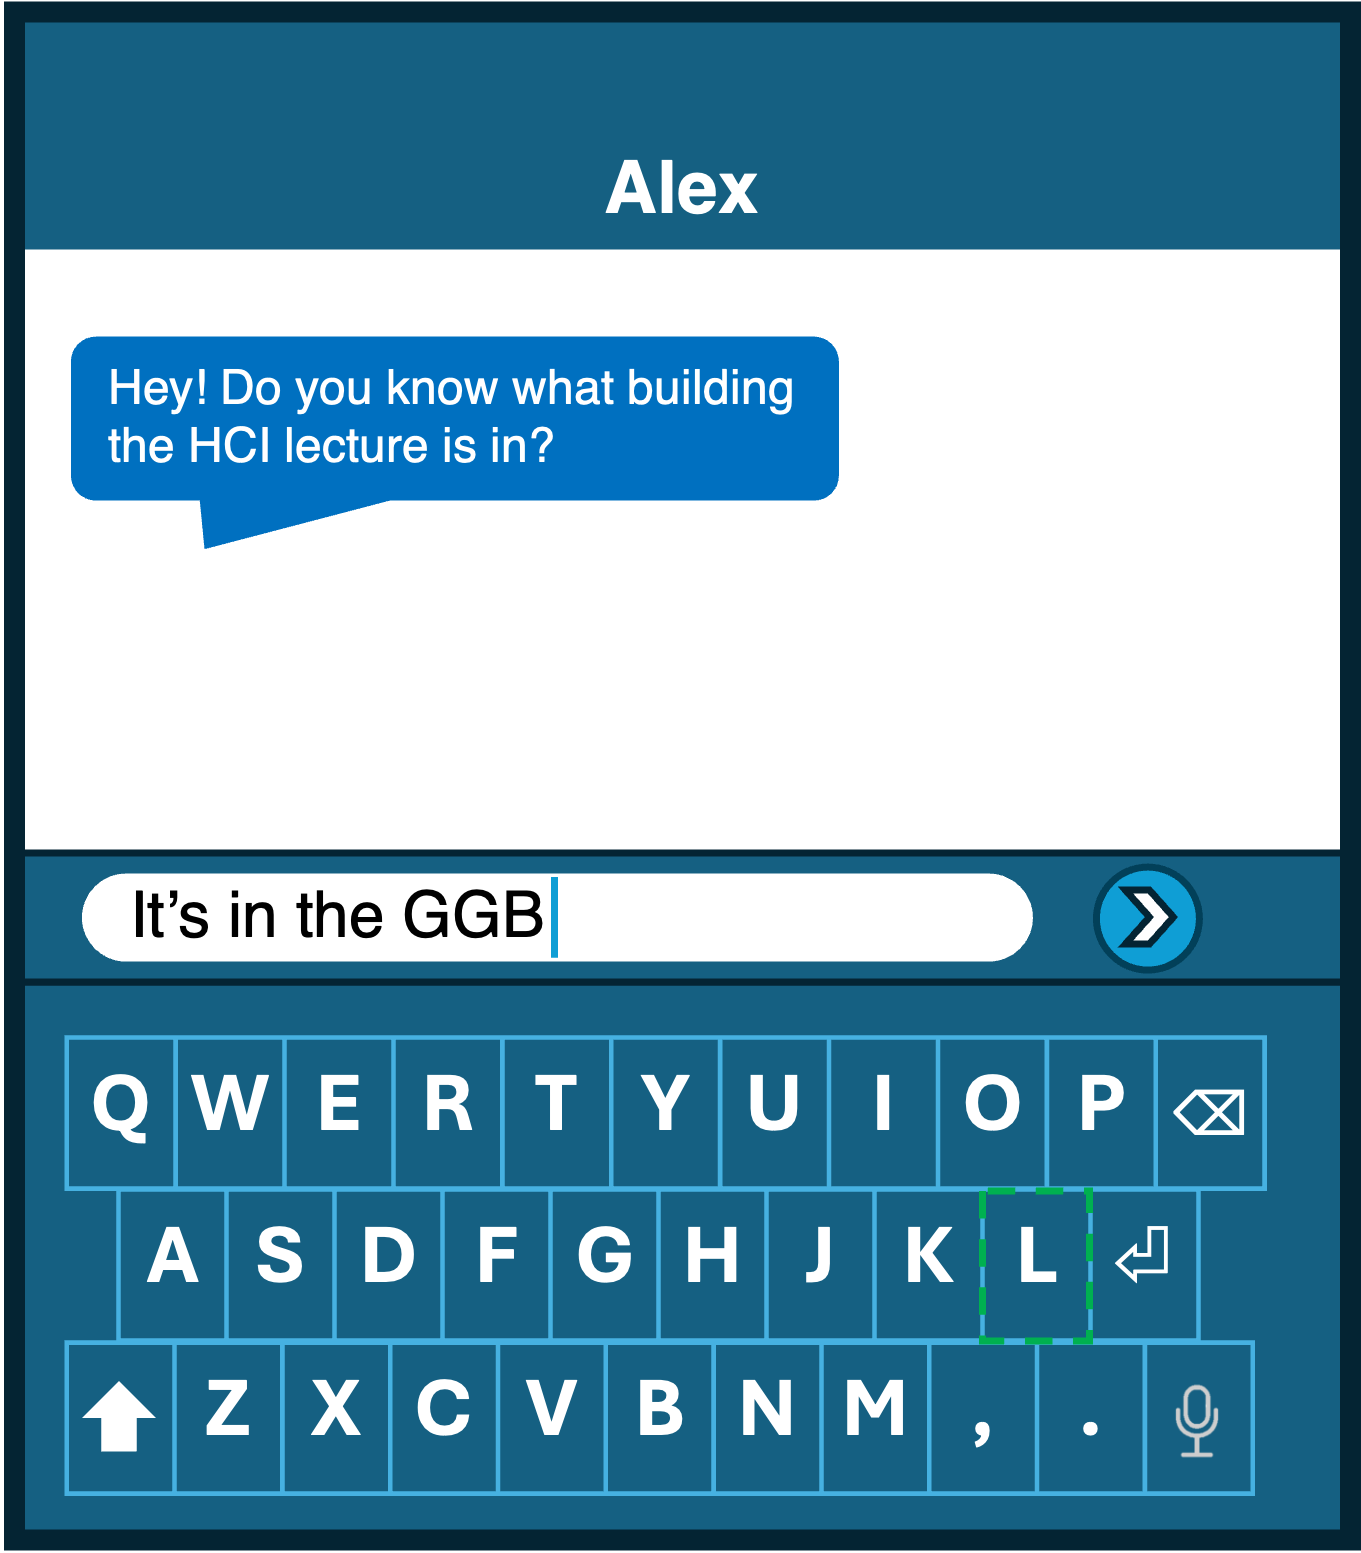 Alex
Hey! Do you know what building
the HCI lecture is in?
It’s in the GGB
Q W E R T Y U I O P
A S D F G H J K L
Z X C V B N M , .